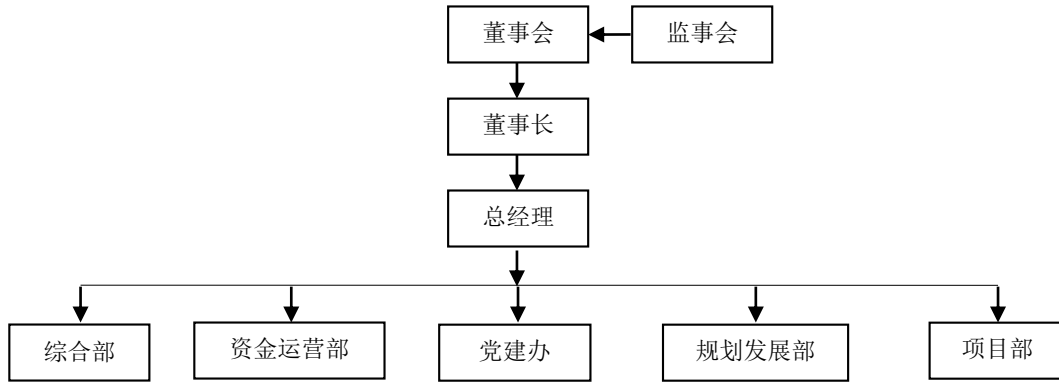 董事会
监事会
董事长
总经理
综合部
资金运营部
党建办
规划发展部
项目部